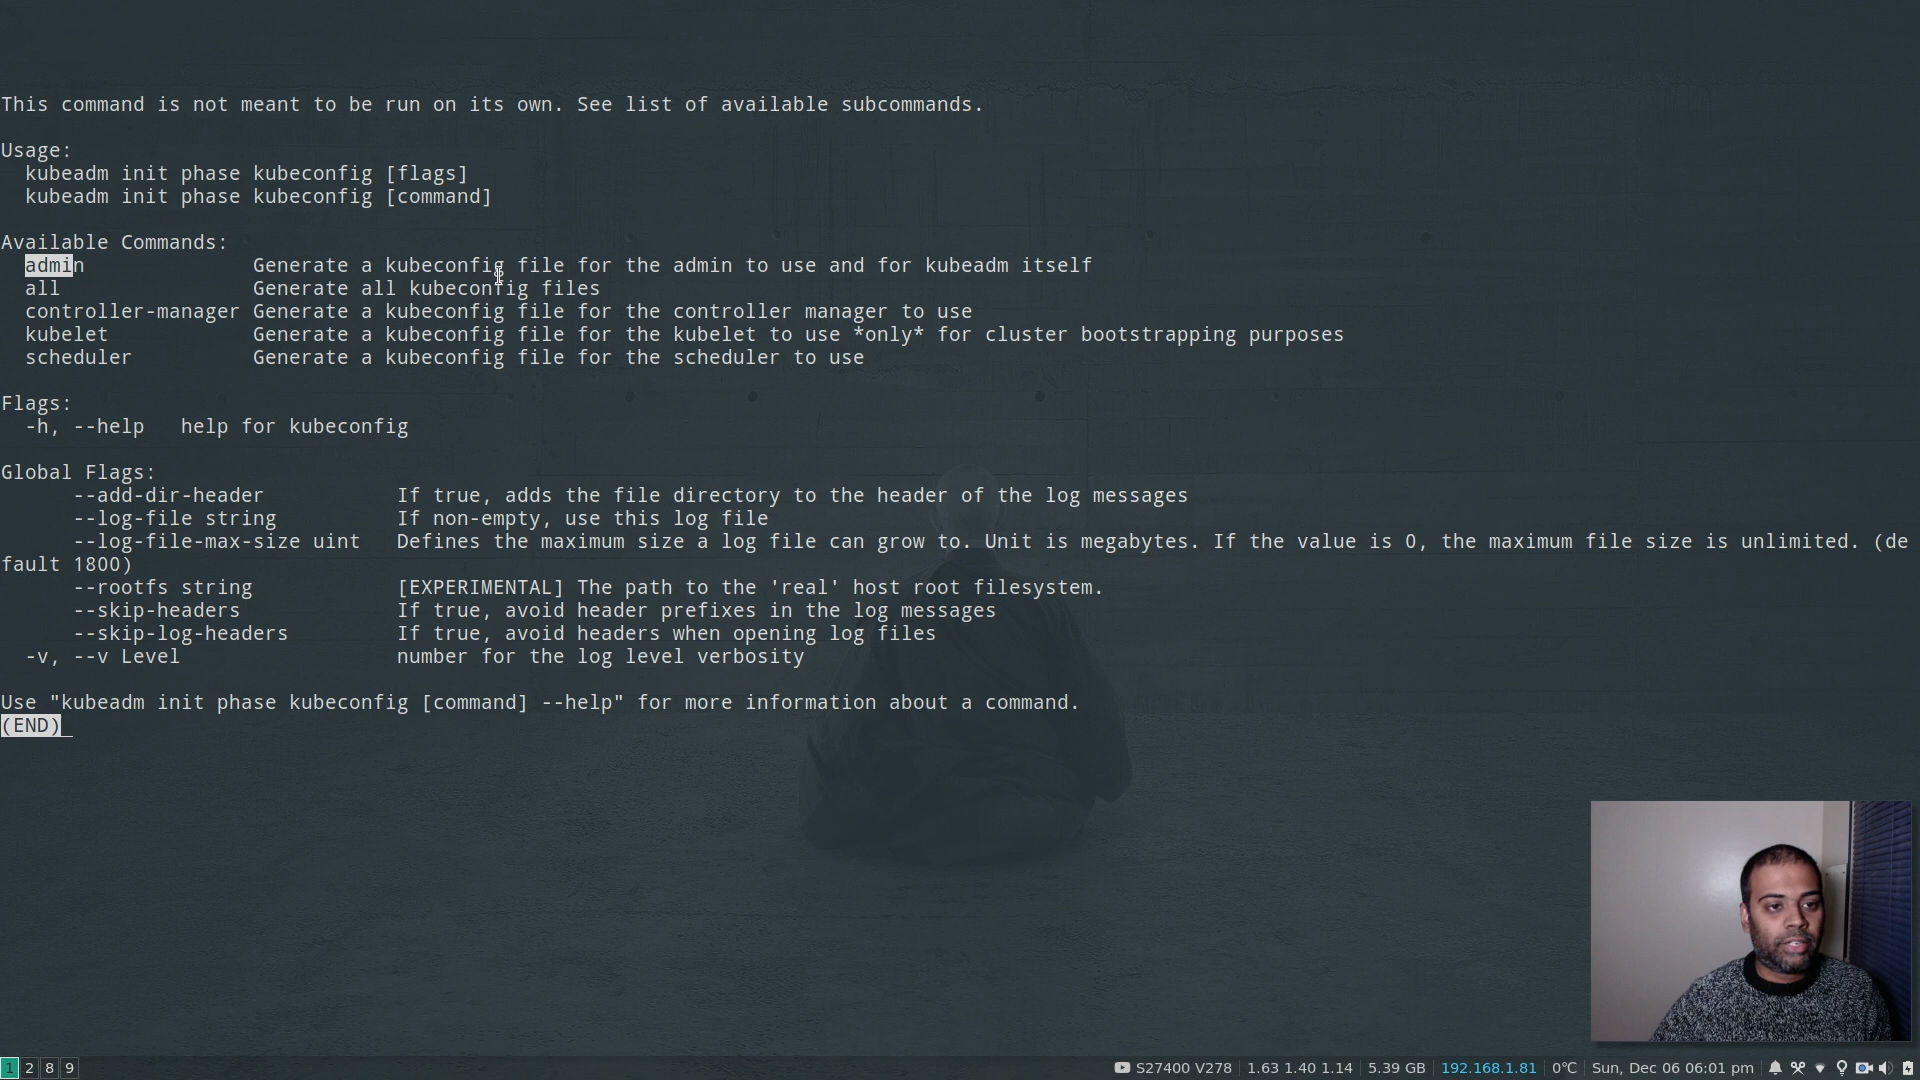 This command is not meant to be run on its own. See list of available subcommands.
Usage:
kubeadm init phase kubeconfig [flags]
kubeadm init phase kubeconfig [command]
Available Commands:
admin Generate a kubeconfig file for the admin to use and for kubeadm itself
all Generate all kubeconfig files
controller-manager Generate a kubeconfig file for the controller manager to use
kubelet Generate a kubeconfig file for the kubelet to use *only* for cluster bootstrapping purposes
scheduler Generate a kubeconfig file for the scheduler to use
Flags:
-h, --help help for kubeconfig
Global Flags:
--add-dir-header If true, adds the file directory to the header of the log messages
--log-file string If non-empty, use this log file
--log-file-max-size uint Defines the maximum size a log file can grow to. Unit is megabytes. If the value is 0, the maximum file size is unlimited. (de
fault 1800)
--rootfs string [EXPERIMENTAL] The path to the 'real' host root filesystem.
--skip-headers If true, avoid header prefixes in the log messages
--skip-log-headers If true, avoid headers when opening log files
-v, --v Level number for the log level verbosity
Use "kubeadm init phase kubeconfig [command] --help" for more information about a command.
(END)
1 2 8 9 S27400 V278 1.63 1.40 1.14 5.39 GB 192.168.1.81 0°C Sun, Dec 06 06:01 pm